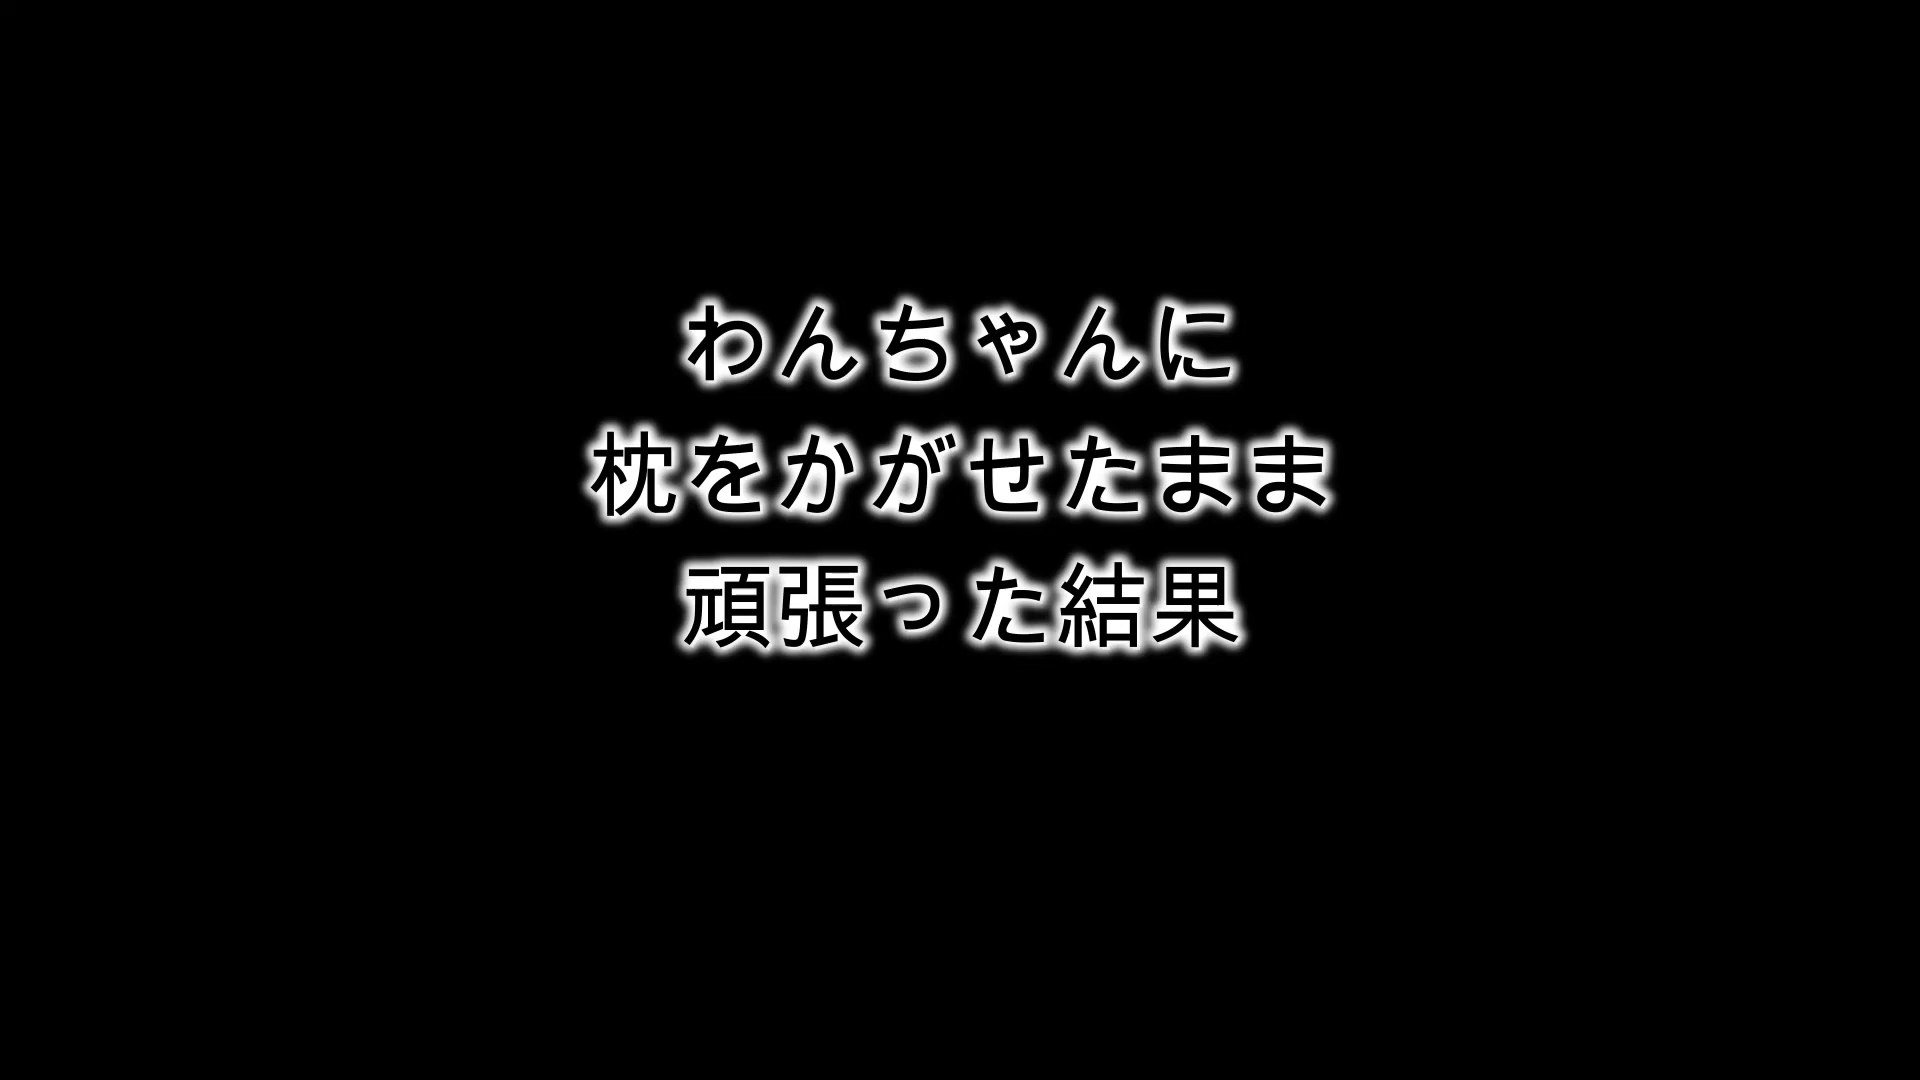 わんちゃんに
枕をかがせたまま
頑張った結果